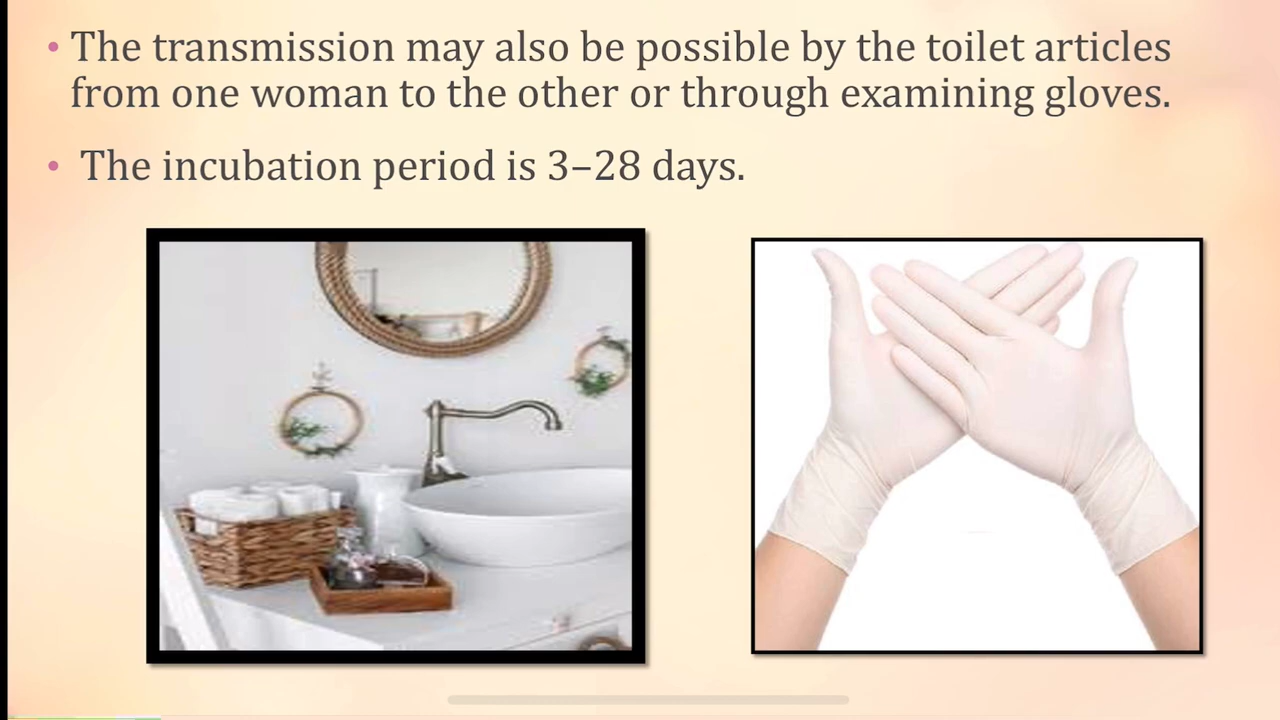 • The transmission may also be possible by the toilet articles
from one woman to the other or through examining gloves.
• The incubation period is 3–28 days.